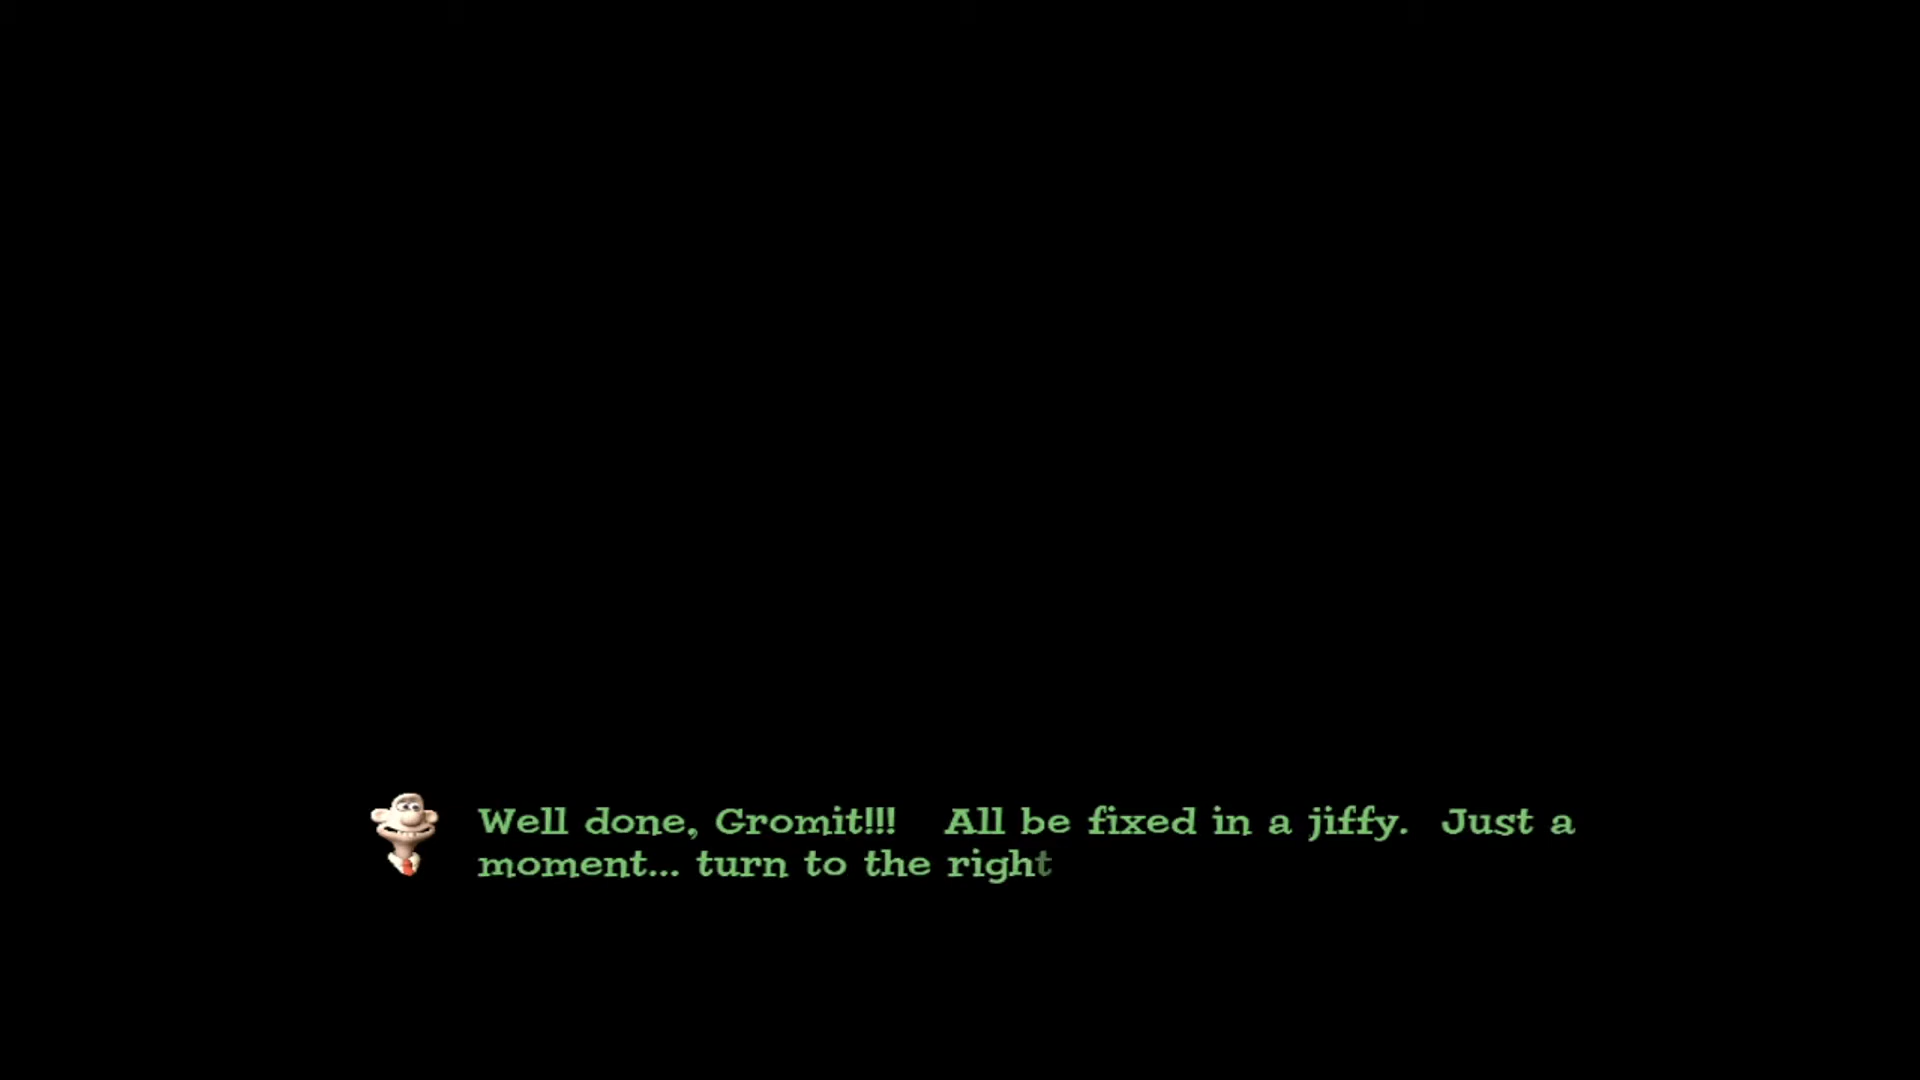 Well done, Gromit!!!   All be fixed in a jiffy.  Just a
moment... turn to the right